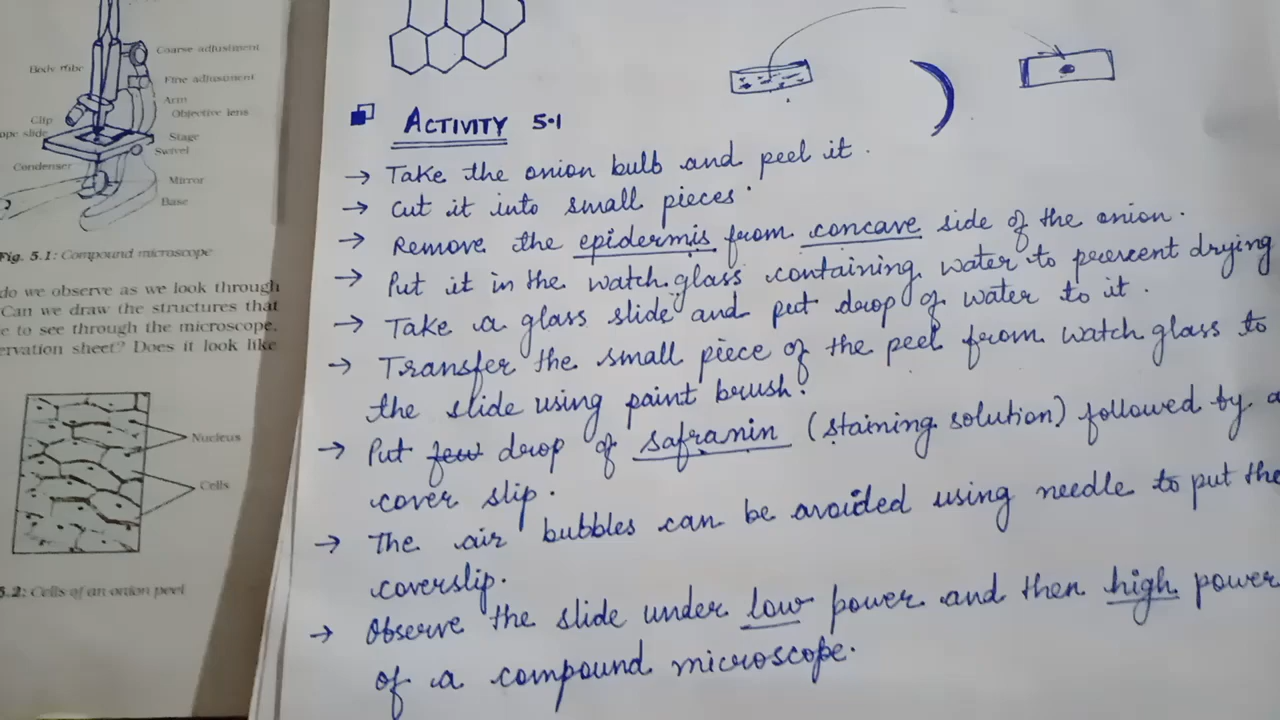 Coarse adjustment
Body tube
Fine adjustment
Arm
Clip
Objective lens
ope slide
Stage
Swivel
Condenser
Mirror
Base
Fig. 5.1: Compound microscope
do we observe as we look through
Can we draw the structures that
e to see through the microscope,
ervation sheet? Does it look like
Nucleus
Cells
5.2: Cells of an onion peel
ACTIVITY 5.1
→ Take the onion bulb and peel it.
→ Cut it into small pieces.
→ Remove the epidermis from concave side of the onion.
→ Put it in the watch glass containing water to prevent drying
→ Take a glass slide and put drop of water to it.
→ Transfer the small piece of the peel from watch glass to
the slide using paint brush.
→ Put few drop of safranin (staining solution) followed by a
cover slip.
→ The air bubbles can be avoided using needle to put the
coverslip.
→ Observe the slide under low power and then high power
of a compound microscope.